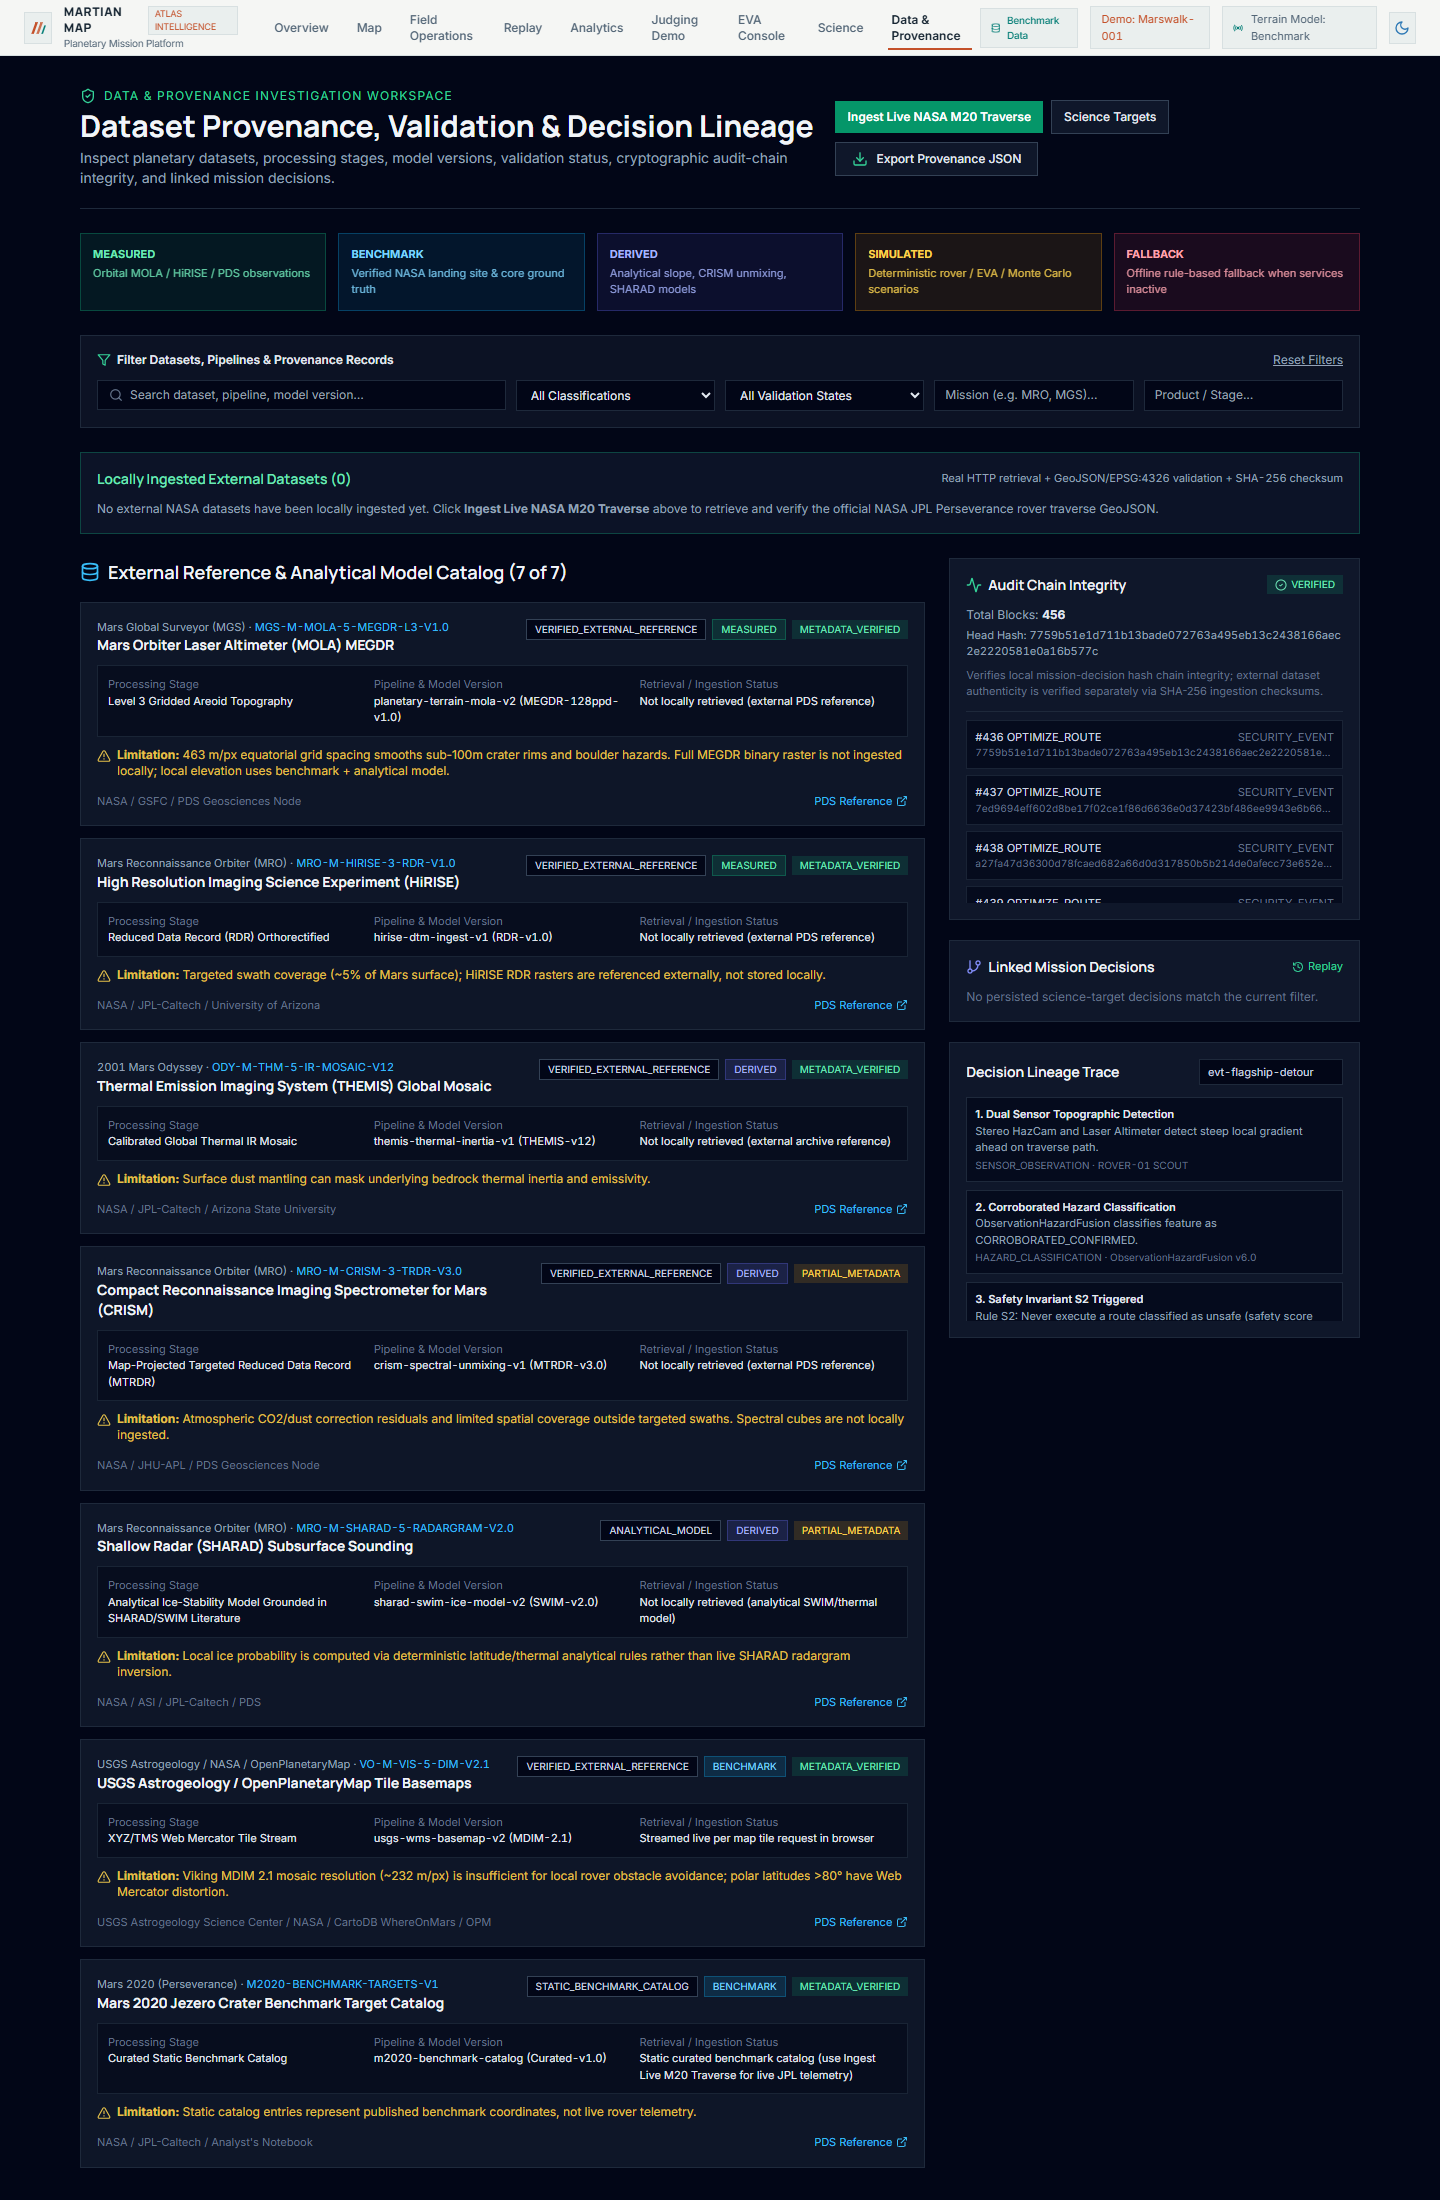 MARTIAN MAP
ATLAS INTELLIGENCE
Planetary Mission Platform
Overview
Map
Field Operations
Replay
Analytics
Judging Demo
EVA Console
Science
Data & Provenance
Benchmark Data
Demo: Marswalk-001
Terrain Model: Benchmark
DATA & PROVENANCE INVESTIGATION WORKSPACE
Dataset Provenance, Validation & Decision Lineage
Inspect planetary datasets, processing stages, model versions, validation status, cryptographic audit-chain
integrity, and linked mission decisions.
Ingest Live NASA M20 Traverse
Science Targets
Export Provenance JSON
MEASURED
Orbital MOLA / HiRISE / PDS observations
BENCHMARK
Verified NASA landing site & core ground
truth
DERIVED
Analytical slope, CRISM unmixing,
SHARAD models
SIMULATED
Deterministic rover / EVA / Monte Carlo
scenarios
FALLBACK
Offline rule-based fallback when services
inactive
Filter Datasets, Pipelines & Provenance Records
Reset Filters
Search dataset, pipeline, model version...
All Classifications
All Validation States
Mission (e.g. MRO, MGS)...
Product / Stage...
Locally Ingested External Datasets (0)
Real HTTP retrieval + GeoJSON/EPSG:4326 validation + SHA-256 checksum
No external NASA datasets have been locally ingested yet. Click Ingest Live NASA M20 Traverse above to retrieve and verify the official NASA JPL Perseverance rover traverse GeoJSON.
External Reference & Analytical Model Catalog (7 of 7)
Mars Global Surveyor (MGS) · MGS-M-MOLA-5-MEGDR-L3-V1.0
VERIFIED_EXTERNAL_REFERENCE
MEASURED
METADATA_VERIFIED
Mars Orbiter Laser Altimeter (MOLA) MEGDR
Processing Stage
Level 3 Gridded Areoid Topography
Pipeline & Model Version
planetary-terrain-mola-v2 (MEGDR-128ppd-
v1.0)
Retrieval / Ingestion Status
Not locally retrieved (external PDS reference)
Limitation: 463 m/px equatorial grid spacing smooths sub-100m crater rims and boulder hazards. Full MEGDR binary raster is not ingested
locally; local elevation uses benchmark + analytical model.
NASA / GSFC / PDS Geosciences Node
PDS Reference
Mars Reconnaissance Orbiter (MRO) · MRO-M-HIRISE-3-RDR-V1.0
VERIFIED_EXTERNAL_REFERENCE
MEASURED
METADATA_VERIFIED
High Resolution Imaging Science Experiment (HiRISE)
Processing Stage
Reduced Data Record (RDR) Orthorectified
Pipeline & Model Version
hirise-dtm-ingest-v1 (RDR-v1.0)
Retrieval / Ingestion Status
Not locally retrieved (external PDS reference)
Limitation: Targeted swath coverage (~5% of Mars surface); HiRISE RDR rasters are referenced externally, not stored locally.
NASA / JPL-Caltech / University of Arizona
PDS Reference
2001 Mars Odyssey · ODY-M-THM-5-IR-MOSAIC-V12
VERIFIED_EXTERNAL_REFERENCE
DERIVED
METADATA_VERIFIED
Thermal Emission Imaging System (THEMIS) Global Mosaic
Processing Stage
Calibrated Global Thermal IR Mosaic
Pipeline & Model Version
themis-thermal-inertia-v1 (THEMIS-v12)
Retrieval / Ingestion Status
Not locally retrieved (external archive reference)
Limitation: Surface dust mantling can mask underlying bedrock thermal inertia and emissivity.
NASA / JPL-Caltech / Arizona State University
PDS Reference
Mars Reconnaissance Orbiter (MRO) · MRO-M-CRISM-3-TRDR-V3.0
VERIFIED_EXTERNAL_REFERENCE
DERIVED
PARTIAL_METADATA
Compact Reconnaissance Imaging Spectrometer for Mars
(CRISM)
Processing Stage
Map-Projected Targeted Reduced Data Record
(MTRDR)
Pipeline & Model Version
crism-spectral-unmixing-v1 (MTRDR-v3.0)
Retrieval / Ingestion Status
Not locally retrieved (external PDS reference)
Limitation: Atmospheric CO2/dust correction residuals and limited spatial coverage outside targeted swaths. Spectral cubes are not locally
ingested.
NASA / JHU-APL / PDS Geosciences Node
PDS Reference
Mars Reconnaissance Orbiter (MRO) · MRO-M-SHARAD-5-RADARGRAM-V2.0
ANALYTICAL_MODEL
DERIVED
PARTIAL_METADATA
Shallow Radar (SHARAD) Subsurface Sounding
Processing Stage
Analytical Ice-Stability Model Grounded in
SHARAD/SWIM Literature
Pipeline & Model Version
sharad-swim-ice-model-v2 (SWIM-v2.0)
Retrieval / Ingestion Status
Not locally retrieved (analytical SWIM/thermal
model)
Limitation: Local ice probability is computed via deterministic latitude/thermal analytical rules rather than live SHARAD radargram
inversion.
NASA / ASI / JPL-Caltech / PDS
PDS Reference
USGS Astrogeology / NASA / OpenPlanetaryMap · VO-M-VIS-5-DIM-V2.1
VERIFIED_EXTERNAL_REFERENCE
BENCHMARK
METADATA_VERIFIED
USGS Astrogeology / OpenPlanetaryMap Tile Basemaps
Processing Stage
XYZ/TMS Web Mercator Tile Stream
Pipeline & Model Version
usgs-wms-basemap-v2 (MDIM-2.1)
Retrieval / Ingestion Status
Streamed live per map tile request in browser
Limitation: Viking MDIM 2.1 mosaic resolution (~232 m/px) is insufficient for local rover obstacle avoidance; polar latitudes >80° have Web
Mercator distortion.
USGS Astrogeology Science Center / NASA / CartoDB WhereOnMars / OPM
PDS Reference
Mars 2020 (Perseverance) · M2020-BENCHMARK-TARGETS-V1
STATIC_BENCHMARK_CATALOG
BENCHMARK
METADATA_VERIFIED
Mars 2020 Jezero Crater Benchmark Target Catalog
Processing Stage
Curated Static Benchmark Catalog
Pipeline & Model Version
m2020-benchmark-catalog (Curated-v1.0)
Retrieval / Ingestion Status
Static curated benchmark catalog (use Ingest
Live M20 Traverse for live JPL telemetry)
Limitation: Static catalog entries represent published benchmark coordinates, not live rover telemetry.
NASA / JPL-Caltech / Analyst's Notebook
PDS Reference
Audit Chain Integrity
VERIFIED
Total Blocks: 456
Head Hash: 7759b51e1d711b13bade072763a495eb13c2438166aec
2e2220581e0a16b577c
Verifies local mission-decision hash chain integrity; external dataset
authenticity is verified separately via SHA-256 ingestion checksums.
#436 OPTIMIZE_ROUTE
SECURITY_EVENT
7759b51e1d711b13bade072763a495eb13c2438166aec2e2220581e...
#437 OPTIMIZE_ROUTE
SECURITY_EVENT
7ed9694eff602d8be17f02ce1f86d6636e0d37423bf486ee9943e6b66...
#438 OPTIMIZE_ROUTE
SECURITY_EVENT
a27fa47d36300d78fcaed682a66d0d317850b5b214de0afecc73e652e...
#439 OPTIMIZE_ROUTE
SECURITY_EVENT
Linked Mission Decisions
Replay
No persisted science-target decisions match the current filter.
Decision Lineage Trace
evt-flagship-detour
1. Dual Sensor Topographic Detection
Stereo HazCam and Laser Altimeter detect steep local gradient
ahead on traverse path.
SENSOR_OBSERVATION · ROVER-01 SCOUT
2. Corroborated Hazard Classification
ObservationHazardFusion classifies feature as
CORROBORATED_CONFIRMED.
HAZARD_CLASSIFICATION · ObservationHazardFusion v6.0
3. Safety Invariant S2 Triggered
Rule S2: Never execute a route classified as unsafe (safety score